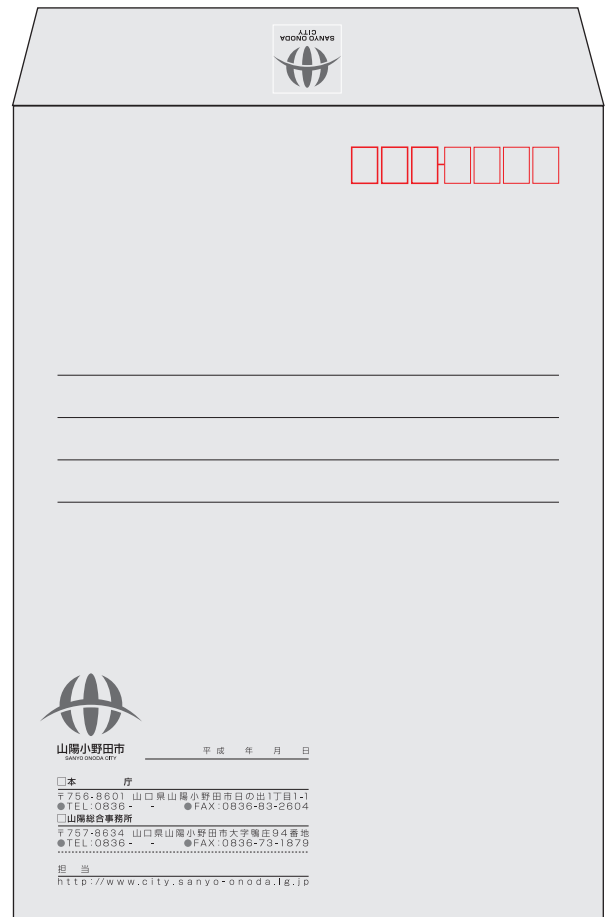 SANYO ONODA
CITY
山陽小野田市
SANYO ONODA CITY
平成 年 月 日
□本 庁
〒756-8601 山口県山陽小野田市日の出1丁目1-1
●TEL:0836- - ●FAX:0836-83-2604
□山陽総合事務所
〒757-8634 山口県山陽小野田市大字鴨庄94番地
●TEL:0836- - ●FAX:0836-73-1879
担 当
http://www.city.sanyo-onoda.lg.jp